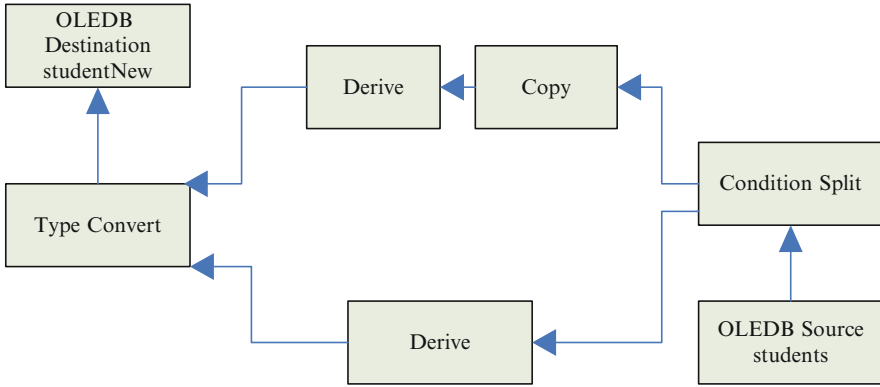 OLEDB
Destination
studentNew
Derive
Copy
Condition Split
Type Convert
Derive
OLEDB Source
students